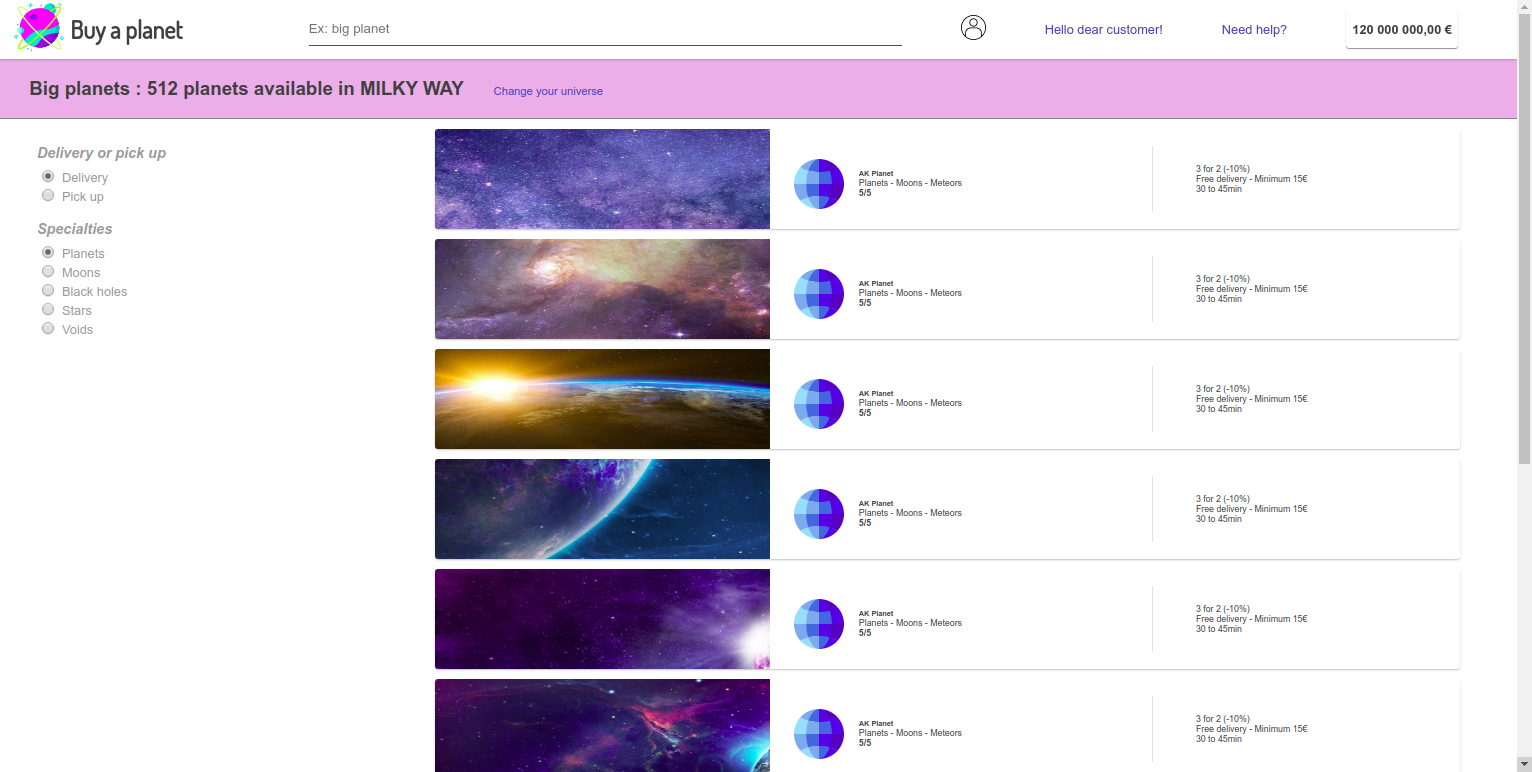 Buy a planet
Ex: big planet
Hello dear customer!
Need help?
120 000 000,00 €
Big planets : 512 planets available in MILKY WAY
Change your universe
Delivery or pick up
Delivery
Pick up
Specialties
Planets
Moons
Black holes
Stars
Voids
AK Planet
Planets - Moons - Meteors
5/5
3 for 2 (-10%)
Free delivery - Minimum 15€
30 to 45min
AK Planet
Planets - Moons - Meteors
5/5
3 for 2 (-10%)
Free delivery - Minimum 15€
30 to 45min
AK Planet
Planets - Moons - Meteors
5/5
3 for 2 (-10%)
Free delivery - Minimum 15€
30 to 45min
AK Planet
Planets - Moons - Meteors
5/5
3 for 2 (-10%)
Free delivery - Minimum 15€
30 to 45min
AK Planet
Planets - Moons - Meteors
5/5
3 for 2 (-10%)
Free delivery - Minimum 15€
30 to 45min
AK Planet
Planets - Moons - Meteors
5/5
3 for 2 (-10%)
Free delivery - Minimum 15€
30 to 45min